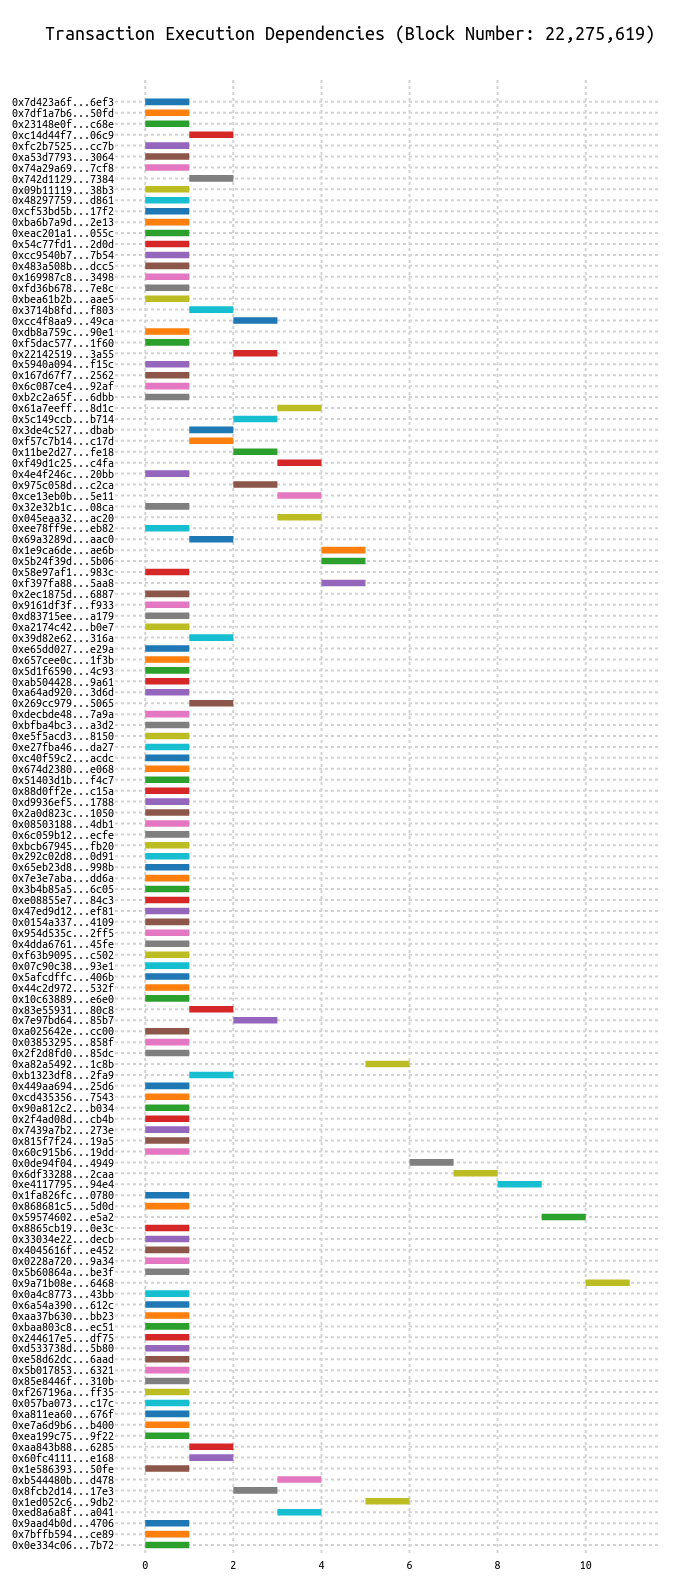 Transaction Execution Dependencies (Block Number: 22,275,619)
0x7d423a6f...6ef3
0x7df1a7b6...50fd
0x23148e0f...c68e
0xc14d44f7...06c9
0xfc2b7525...cc7b
0xa53d7793...3064
0x74a29a69...7cf8
0x742d1129...7384
0x09b11119...38b3
0x48297759...d861
0xcf53bd5b...17f2
0xba6b7a9d...2e13
0xeac201a1...055c
0x54c77fd1...2d0d
0xcc9540b7...7b54
0x483a508b...dcc5
0x169987c8...3498
0xfd36b678...7e8c
0xbea61b2b...aae5
0x3714b8fd...f803
0xcc4f8aa9...49ca
0xdb8a759c...90e1
0xf5dac577...1f60
0x22142519...3a55
0x5940a094...f15c
0x167d67f7...2562
0x6c087ce4...92af
0xb2c2a65f...6dbb
0x61a7eeff...8d1c
0x5c149ccb...b714
0x3de4c527...dbab
0xf57c7b14...c17d
0x11be2d27...fe18
0xf49d1c25...c4fa
0x4e4f246c...20bb
0x975c058d...c2ca
0xce13eb0b...5e11
0x32e32b1c...08ca
0x045eaa32...ac20
0xee78ff9e...eb82
0x69a3289d...aac0
0x1e9ca6de...ae6b
0x5b24f39d...5b06
0x58e97af1...983c
0xf397fa88...5aa8
0x2ec1875d...6887
0x9161df3f...f933
0xd83715ee...a179
0xa2174c42...b0e7
0x39d82e62...316a
0xe65dd027...e29a
0x657cee0c...1f3b
0x5d1f6590...4c93
0xab504428...9a61
0xa64ad920...3d6d
0x269cc979...5065
0xdecbde48...7a9a
0xbfba4bc3...a3d2
0xe5f5acd3...8150
0xe27fba46...da27
0xc40f59c2...acdc
0x674d2380...e068
0x51403d1b...f4c7
0x88d0ff2e...c15a
0xd9936ef5...1788
0x2a0d823c...1050
0x08503188...4db1
0x6c059b12...ecfe
0xbcb67945...fb20
0x292c02d8...0d91
0x65eb23d8...998b
0x7e3e7aba...dd6a
0x3b4b85a5...6c05
0xe08855e7...84c3
0x47ed9d12...ef81
0x0154a337...4109
0x954d535c...2ff5
0x4dda6761...45fe
0xf63b9095...c502
0x07c90c38...93e1
0x5afcdffc...406b
0x44c2d972...532f
0x10c63889...e6e0
0x83e55931...80c8
0x7e97bd64...85b7
0xa025642e...cc00
0x03853295...858f
0x2f2d8fd0...85dc
0xa82a5492...1c8b
0xb1323df8...2fa9
0x449aa694...25d6
0xcd435356...7543
0x90a812c2...b034
0x2f4ad08d...cb4b
0x7439a7b2...273e
0x815f7f24...19a5
0x60c915b6...19dd
0x0de94f04...4949
0x6df33288...2caa
0xe4117795...94e4
0x1fa826fc...0780
0x868681c5...5d0d
0x59574602...e5a2
0x8865cb19...0e3c
0x33034e22...decb
0x4045616f...e452
0x0228a720...9a34
0x5b60864a...be3f
0x9a71b08e...6468
0x0a4c8773...43bb
0x6a54a390...612c
0xaa37b630...bb23
0xbaa803c8...ec51
0x244617e5...df75
0xd533738d...5b80
0xe58d62dc...6aad
0x5b017853...6321
0x85e8446f...310b
0xf267196a...ff35
0x057ba073...c17c
0xa811ea60...676f
0xe7a6d9b6...b400
0xea199c75...9f22
0xaa843b88...6285
0x60fc4111...e168
0x1e586393...50fe
0xb544480b...d478
0x8fcb2d14...17e3
0x1ed052c6...9db2
0xed8a6a8f...a041
0x9aad4b0d...4706
0x7bffb594...ce89
0x0e334c06...7b72
0 2 4 6 8 10